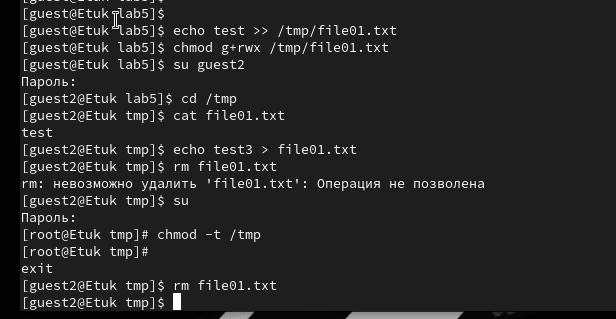 [guest@Etuk lab5]$
[guest@Etuk lab5]$ echo test >> /tmp/file01.txt
[guest@Etuk lab5]$ chmod g+rwx /tmp/file01.txt
[guest@Etuk lab5]$ su guest2
Пароль:
[guest2@Etuk lab5]$ cd /tmp
[guest2@Etuk tmp]$ cat file01.txt
test
[guest2@Etuk tmp]$ echo test3 > file01.txt
[guest2@Etuk tmp]$ rm file01.txt
rm: невозможно удалить 'file01.txt': Операция не позволена
[guest2@Etuk tmp]$ su
Пароль:
[root@Etuk tmp]# chmod -t /tmp
[root@Etuk tmp]#
exit
[guest2@Etuk tmp]$ rm file01.txt
[guest2@Etuk tmp]$